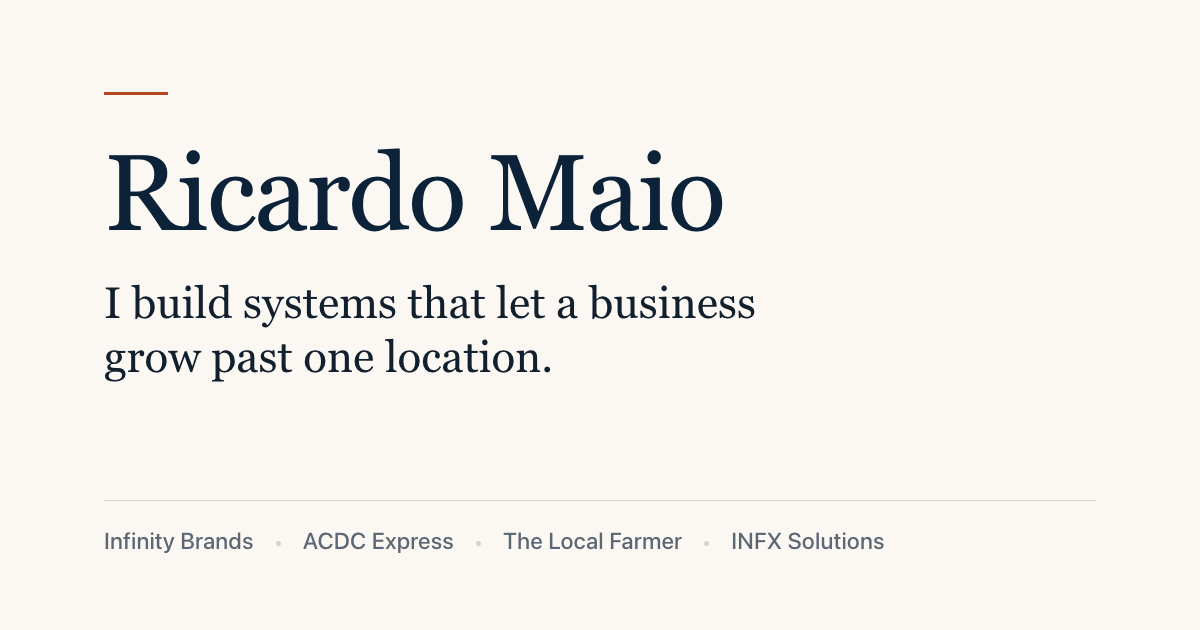 Ricardo Maio
I build systems that let a business
grow past one location.
Infinity Brands • ACDC Express • The Local Farmer • INFX Solutions